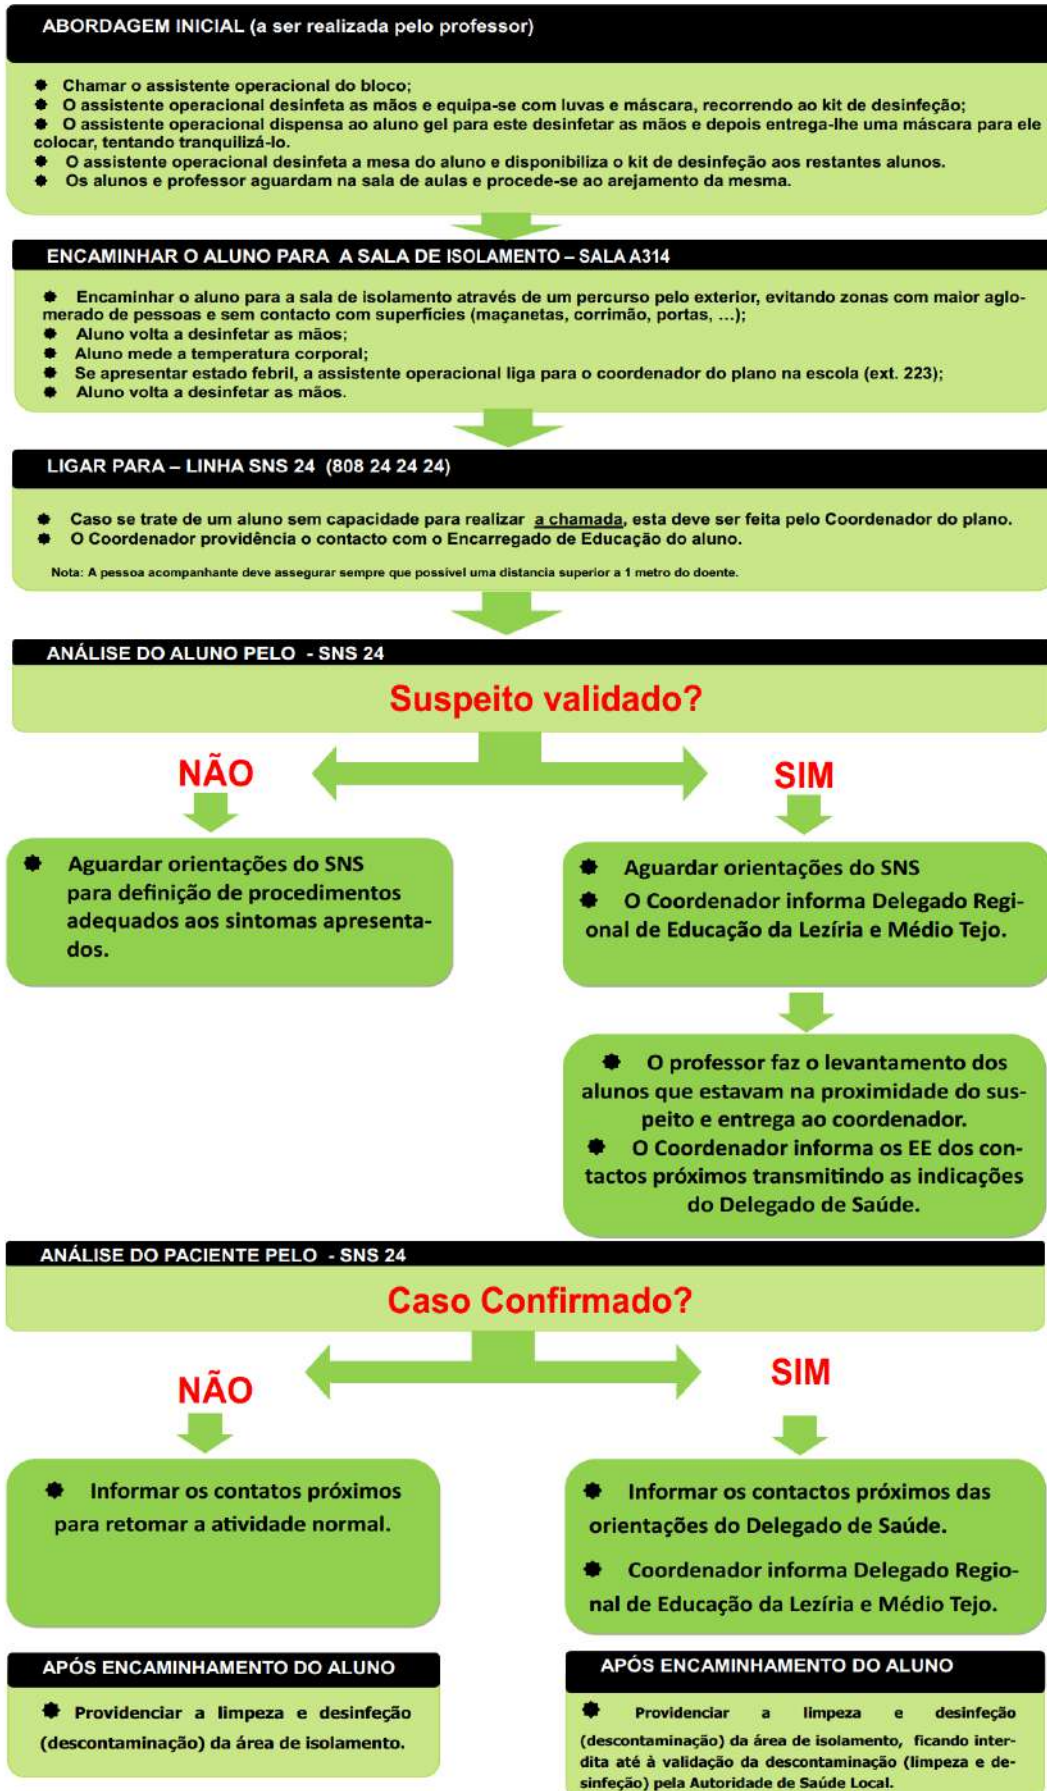 ABORDAGEM INICIAL (a ser realizada pelo professor)
Chamar o assistente operacional do bloco;
O assistente operacional desinfeta as mãos e equipa-se com luvas e máscara, recorrendo ao kit de desinfeção;
O assistente operacional dispensa ao aluno gel para este desinfetar as mãos e depois entrega-lhe uma máscara para ele
colocar, tentando tranquilizá-lo.
O assistente operacional desinfeta a mesa do aluno e disponibiliza o kit de desinfeção aos restantes alunos.
Os alunos e professor aguardam na sala de aulas e procede-se ao arejamento da mesma.
ENCAMINHAR O ALUNO PARA A SALA DE ISOLAMENTO – SALA A314
Encaminhar o aluno para a sala de isolamento através de um percurso pelo exterior, evitando zonas com maior aglo-
merado de pessoas e sem contacto com superfícies (maçanetas, corrimão, portas, …);
Aluno volta a desinfetar as mãos;
Aluno mede a temperatura corporal;
Se apresentar estado febril, a assistente operacional liga para o coordenador do plano na escola (ext. 223);
Aluno volta a desinfetar as mãos.
LIGAR PARA – LINHA SNS 24 (808 24 24 24)
Caso se trate de um aluno sem capacidade para realizar a chamada, esta deve ser feita pelo Coordenador do plano.
O Coordenador providência o contacto com o Encarregado de Educação do aluno.
Nota: A pessoa acompanhante deve assegurar sempre que possível uma distancia superior a 1 metro do doente.
ANÁLISE DO ALUNO PELO - SNS 24
Suspeito validado?
NÃO
SIM
Aguardar orientações do SNS
para definição de procedimentos
adequados aos sintomas apresenta-
dos.
Aguardar orientações do SNS
O Coordenador informa Delegado Regi-
onal de Educação da Lezíria e Médio Tejo.
O professor faz o levantamento dos
alunos que estavam na proximidade do sus-
peito e entrega ao coordenador.
O Coordenador informa os EE dos con-
tactos próximos transmitindo as indicações
do Delegado de Saúde.
ANÁLISE DO PACIENTE PELO - SNS 24
Caso Confirmado?
NÃO
SIM
Informar os contatos próximos
para retomar a atividade normal.
Informar os contactos próximos das
orientações do Delegado de Saúde.
Coordenador informa Delegado Regio-
nal de Educação da Lezíria e Médio Tejo.
APÓS ENCAMINHAMENTO DO ALUNO
Providenciar a limpeza e desinfeção
(descontaminação) da área de isolamento.
APÓS ENCAMINHAMENTO DO ALUNO
Providenciar a limpeza e desinfeção
(descontaminação) da área de isolamento, ficando inter-
dita até à validação da descontaminação (limpeza e de-
sinfeção) pela Autoridade de Saúde Local.